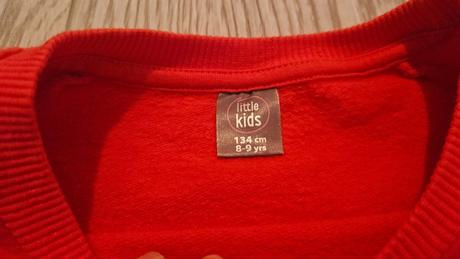 little
kids
134 cm
8-9 yrs